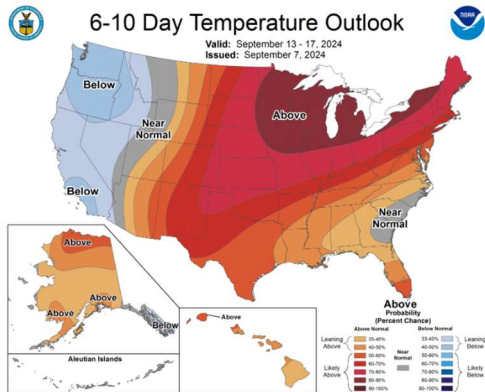 6-10 Day Temperature Outlook
NOAA
Valid: September 13 - 17, 2024
Issued: September 7, 2024
Below
Near
Normal
Above
Below
Near
Normal
Above
Above
Above
Above
Below
Aleutian Islands
Above
Probability
(Percent Chance)
Above Normal
Below Normal
Leaning
Above
33-40%
40-50%
Likely
Above
50-60%
60-70%
70-80%
80-90%
90-100%
Near
Normal
33-40%
40-50%
Leaning
Below
50-60%
60-70%
70-80%
80-90%
90-100%
Likely
Below